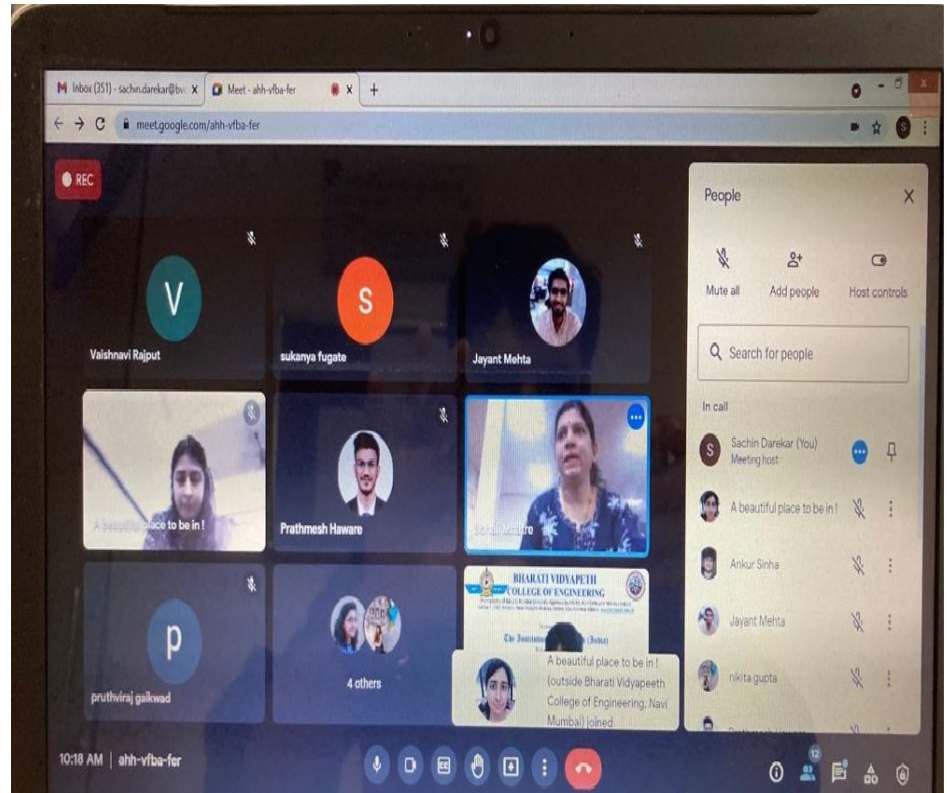 Inbox (351) - sachin.darekar@bv
Meet - ahh-vfba-fer
meet.google.com/ahh-vfba-fer
S
REC
V
Vaishnavi Rajput
S
sukanya fugate
Jayant Mehta
A beautiful place to be in !
Prathmesh Haware
p
pruthviraj gaikwad
4 others
BHARATI VIDYAPETH
COLLEGE OF ENGINEERING
The (India)
A beautiful place to be in !
(outside Bharati Vidyapeeth
College of Engineering, Navi
Mumbai) joined
People
Mute all
Add people
Host controls
Search for people
In call
S
Sachin Darekar (You)
Meeting host
A beautiful place to be in !
Ankur Sinha
Jayant Mehta
nikita gupta
10:18 AM | ahh-vfba-fer
12